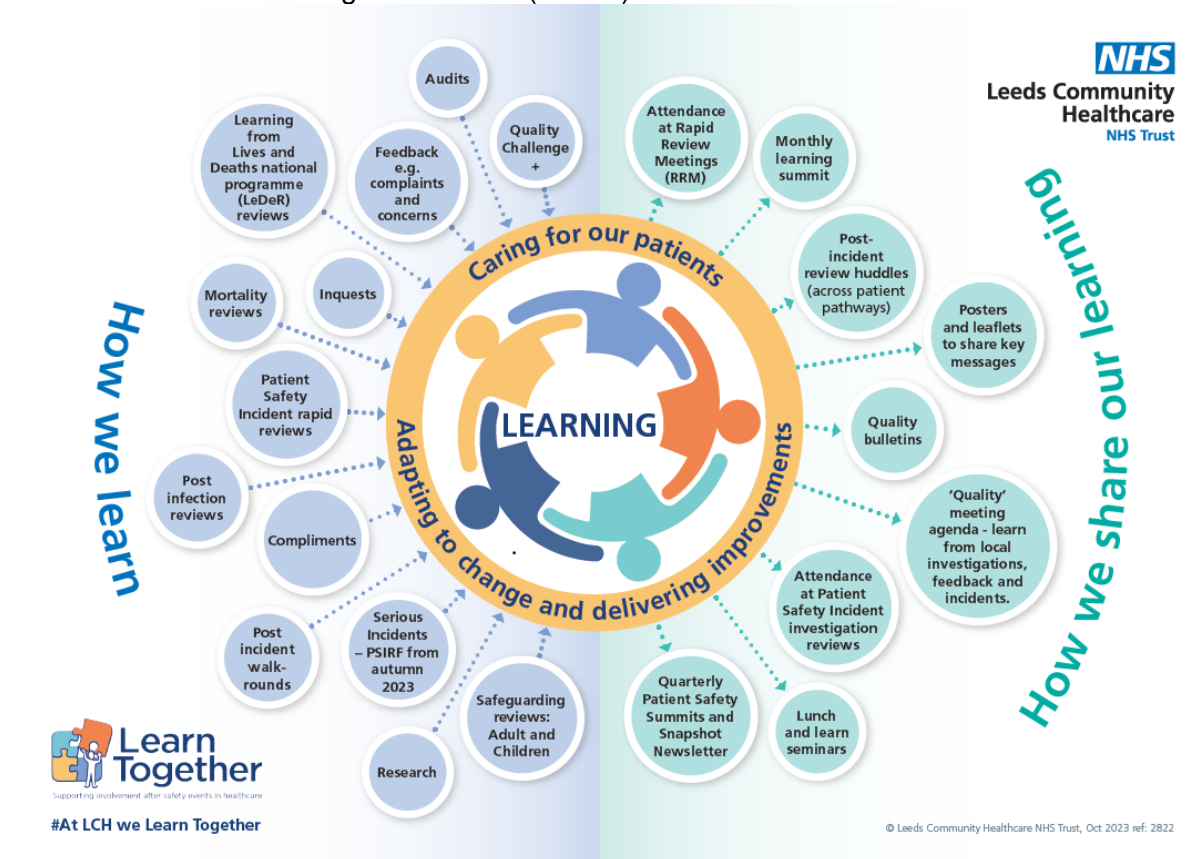 NHS
Leeds Community
Healthcare
NHS Trust
How we learn
Audits
Quality
Challenge
+
Learning
from
Lives and
Deaths national
programme
(LeDeR)
reviews
Feedback
e.g.
complaints
and
concerns
Mortality
reviews
Inquests
Patient
Safety
Incident rapid
reviews
Post
infection
reviews
Compliments
Post
incident
walk-
rounds
Serious
Incidents
– PSIRF from
autumn
2023
Safeguarding
reviews:
Adult and
Children
Research
Caring for our patients
LEARNING
Adapting to change and delivering improvements
How we share our learning
Attendance
at Rapid
Review
Meetings
(RRM)
Monthly
learning
summit
Post-
incident
review huddles
(across patient
pathways)
Posters
and leaflets
to share key
messages
Quality
bulletins
‘Quality’
meeting
agenda - learn
from local
investigations,
feedback and
incidents.
Attendance
at Patient
Safety Incident
investigation
reviews
Quarterly
Patient Safety
Summits and
Snapshot
Newsletter
Lunch
and learn
seminars
Learn
Together
Supporting involvement after safety events in healthcare
#At LCH we Learn Together
© Leeds Community Healthcare NHS Trust, Oct 2023 ref: 2822